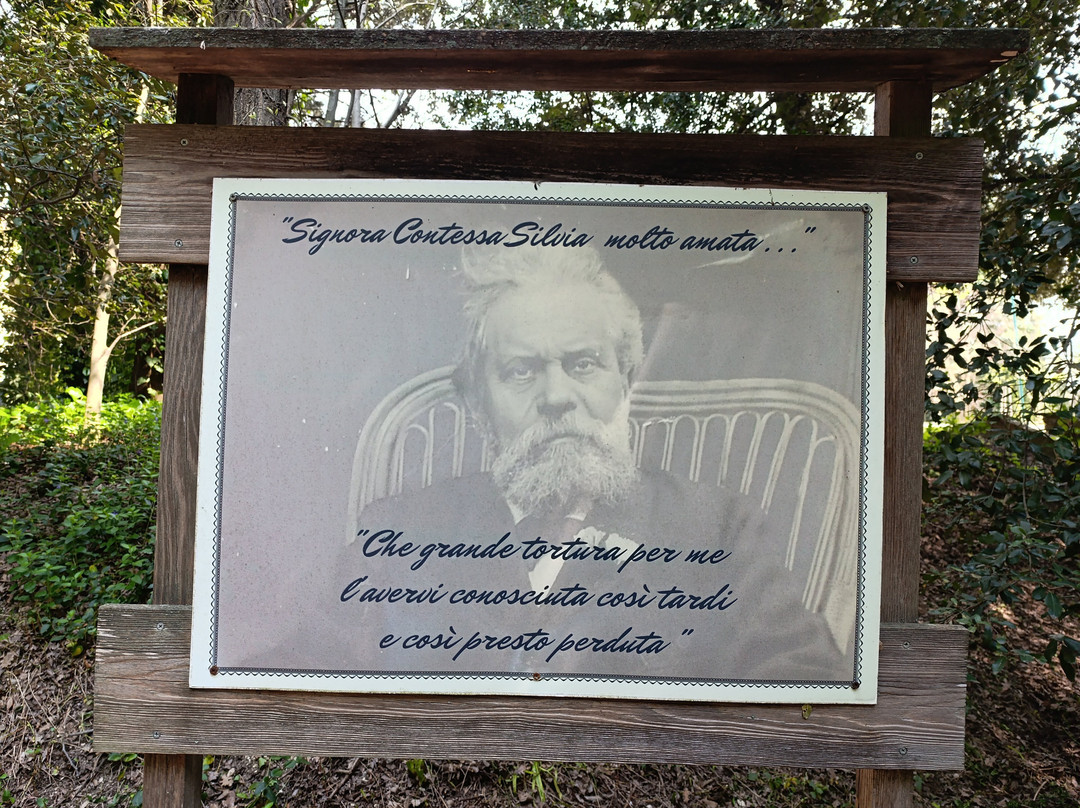 "Signora Contessa Silvia molto amata..."
"Che grande tortura per me
l'avervi conosciuta così tardi
e così presto perduta"